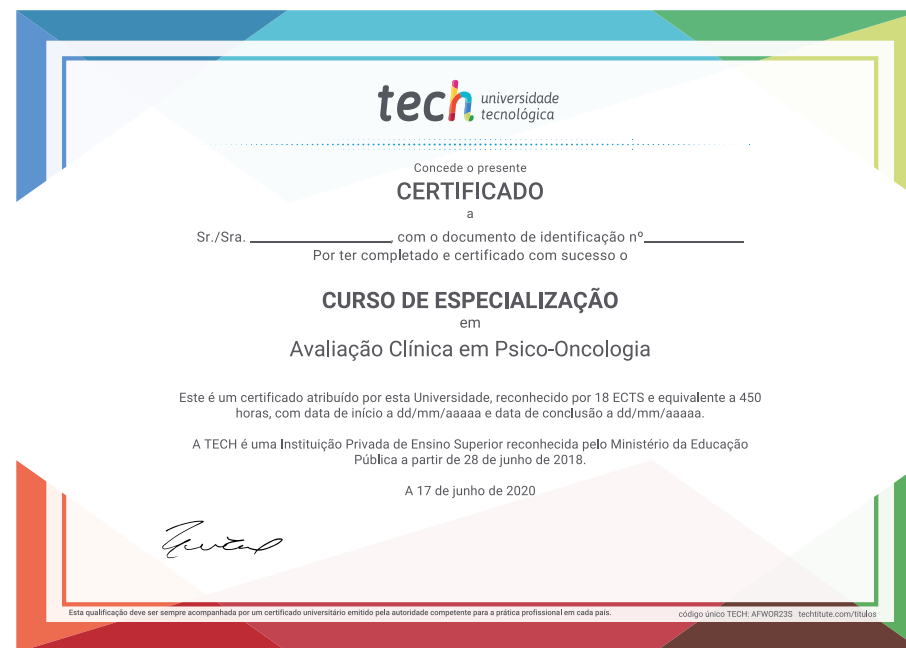 tech universidade
tecnológica
Concede o presente
CERTIFICADO
a
Sr./Sra. ____________, com o documento de identificação nº____________
Por ter completado e certificado com sucesso o
CURSO DE ESPECIALIZAÇÃO
em
Avaliação Clínica em Psico-Oncologia
Este é um certificado atribuído por esta Universidade, reconhecido por 18 ECTS e equivalente a 450
horas, com data de início a dd/mm/aaaaa e data de conclusão a dd/mm/aaaaa.
A TECH é uma Instituição Privada de Ensino Superior reconhecida pelo Ministério da Educação
Pública a partir de 28 de junho de 2018.
A 17 de junho de 2020
Esta qualificação deve ser sempre acompanhada por um certificado universitário emitido pela autoridade competente para a prática profissional em cada país.
código único TECH: AFWOR23S techtitute.com/titulos